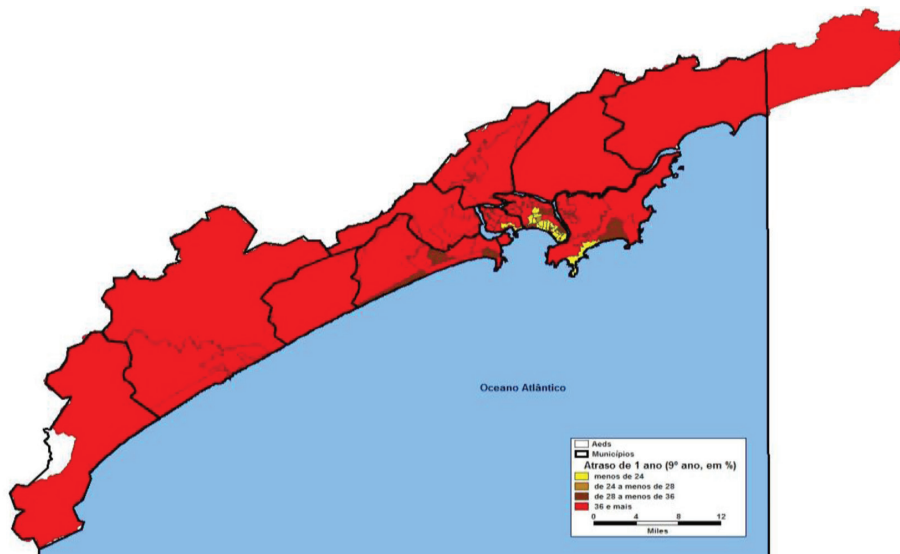 Oceano Atlântico
Aeds
Municípios
Atraso de 1 ano (9º ano, em %)
menos de 24
de 24 a menos de 28
de 28 a menos de 36
36 e mais
0 4 8 12
Miles